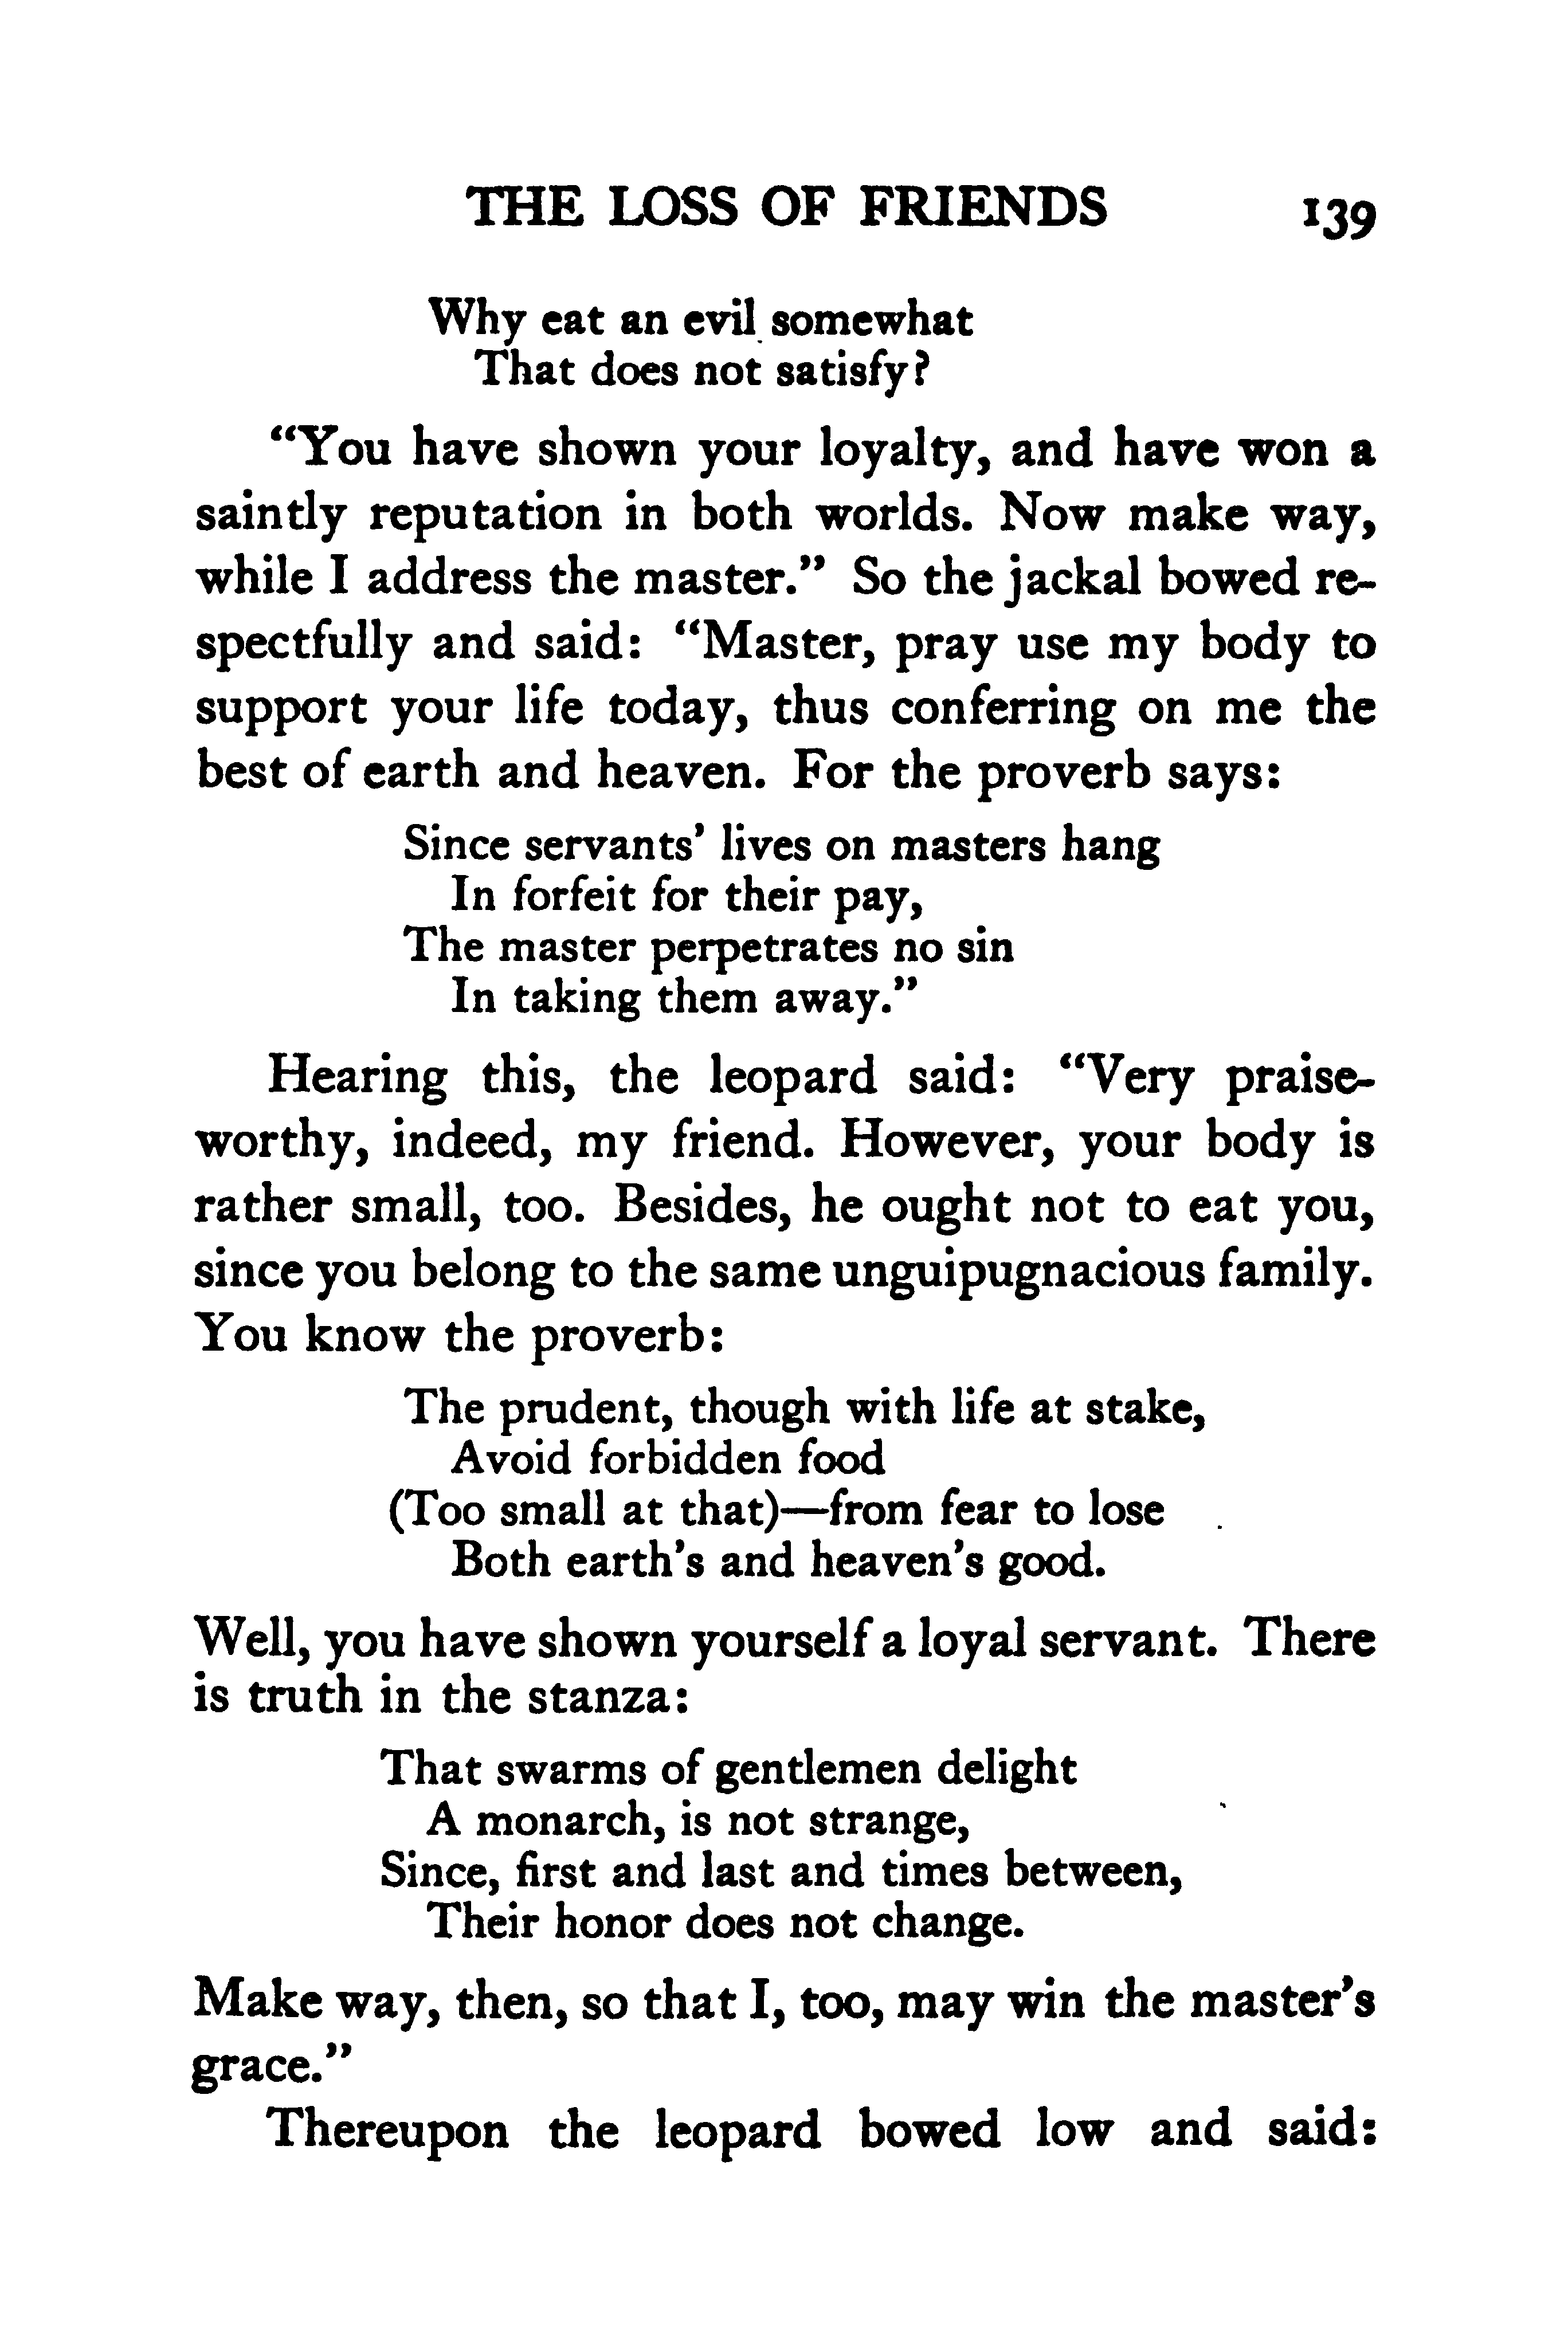 THE LOSS OF FRIENDS 139
Why eat an evil somewhat
That does not satisfy?
“You have shown your loyalty, and have won a
saintly reputation in both worlds. Now make way,
while I address the master.” So the jackal bowed re-
spectfully and said: “Master, pray use my body to
support your life today, thus conferring on me the
best of earth and heaven. For the proverb says:
Since servants’ lives on masters hang
In forfeit for their pay,
The master perpetrates no sin
In taking them away.”
Hearing this, the leopard said: “Very praise-
worthy, indeed, my friend. However, your body is
rather small, too. Besides, he ought not to eat you,
since you belong to the same unguipugnacious family.
You know the proverb:
The prudent, though with life at stake,
Avoid forbidden food
(Too small at that)—from fear to lose
Both earth’s and heaven’s good.
Well, you have shown yourself a loyal servant. There
is truth in the stanza:
That swarms of gentlemen delight
A monarch, is not strange,
Since, first and last and times between,
Their honor does not change.
Make way, then, so that I, too, may win the master’s
grace.”
Thereupon the leopard bowed low and said: